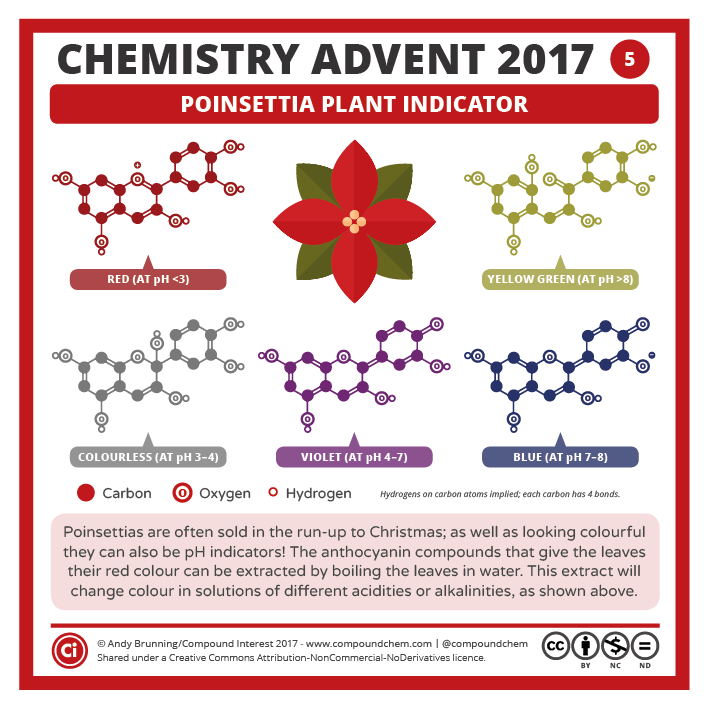 CHEMISTRY ADVENT 2017 5
POINSETTIA PLANT INDICATOR
RED (AT pH <3)
YELLOW GREEN (AT pH >8)
COLOURLESS (AT pH 3–4)
VIOLET (AT pH 4–7)
BLUE (AT pH 7–8)
Carbon Oxygen Hydrogen Hydrogens on carbon atoms implied; each carbon has 4 bonds.
Poinsettias are often sold in the run-up to Christmas; as well as looking colourful
they can also be pH indicators! The anthocyanin compounds that give the leaves
their red colour can be extracted by boiling the leaves in water. This extract will
change colour in solutions of different acidities or alkalinities, as shown above.
Ci
© Andy Brunning/Compound Interest 2017 - www.compoundchem.com | @compoundchem
Shared under a Creative Commons Attribution-NonCommercial-NoDerivatives licence.
cc
BY NC ND